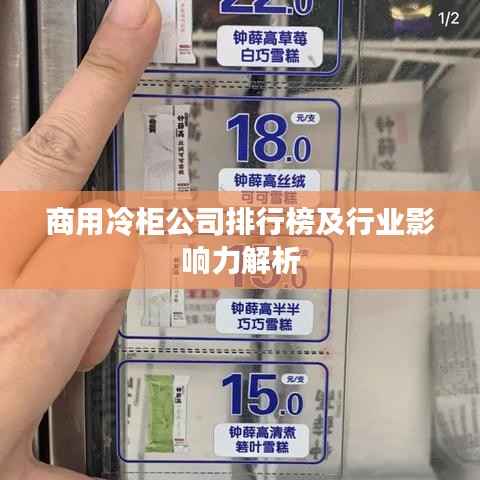 1/2
22.0
钟薛高草莓
白巧雪糕
18.0
元/支
钟薛高丝绒
可可雪糕
商用冷柜公司排行榜及行业影
响力解析
钟薛高半半
巧巧雪糕
15.0
元/支
钟薛高清煮
箬叶雪糕